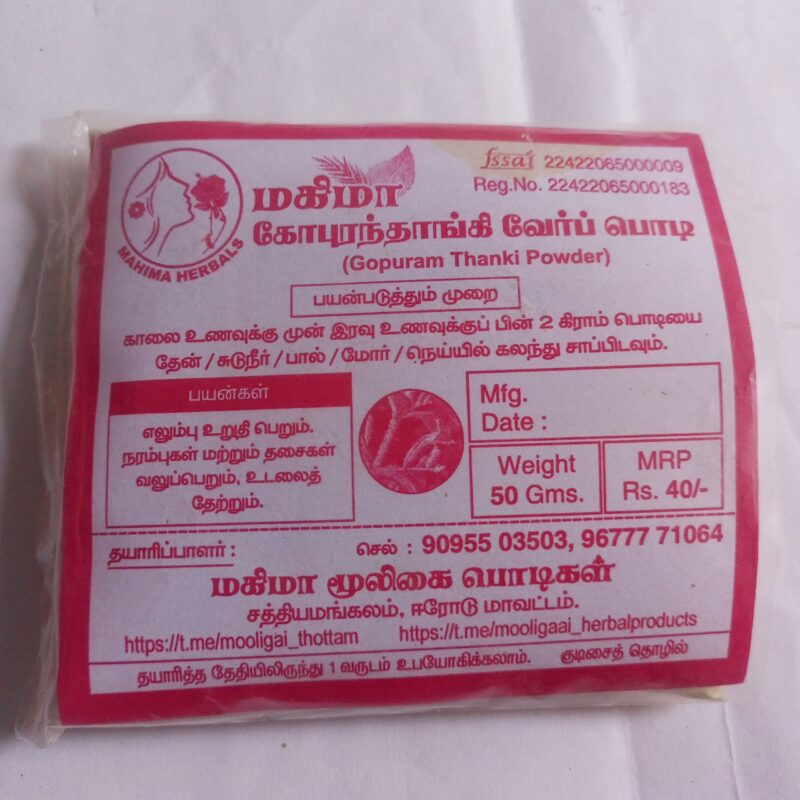 fssai 22422065000009
Reg.No. 22422065000183
MAHIMA HERBALS
மகிமா
கோபுரந்தாங்கி வேர்ப் பொடி
(Gopuram Thanki Powder)
பயன்படுத்தும் முறை
காலை உணவுக்கு முன் இரவு உணவுக்குப் பின் 2 கிராம் பொடியை
தேன் / சுடுநீர் / பால் / மோர் / நெய்யில் கலந்து சாப்பிடவும்.
பயன்கள்
எலும்பு உறுதி பெறும்.
நரம்புகள் மற்றும் தசைகள்
வலுப்பெறும், உடலைத்
தேற்றும்.
Mfg.
Date :
Weight
50 Gms.
MRP
Rs. 40/-
தயாரிப்பாளர் :
செல் : 90955 03503, 96777 71064
மகிமா மூலிகை பொடிகள்
சத்தியமங்கலம், ஈரோடு மாவட்டம்.
https://t.me/mooligai_thottam https://t.me/mooligaai_herbalproducts
தயாரித்த தேதியிலிருந்து 1 வருடம் உபயோகிக்கலாம். குடிசைத் தொழில்